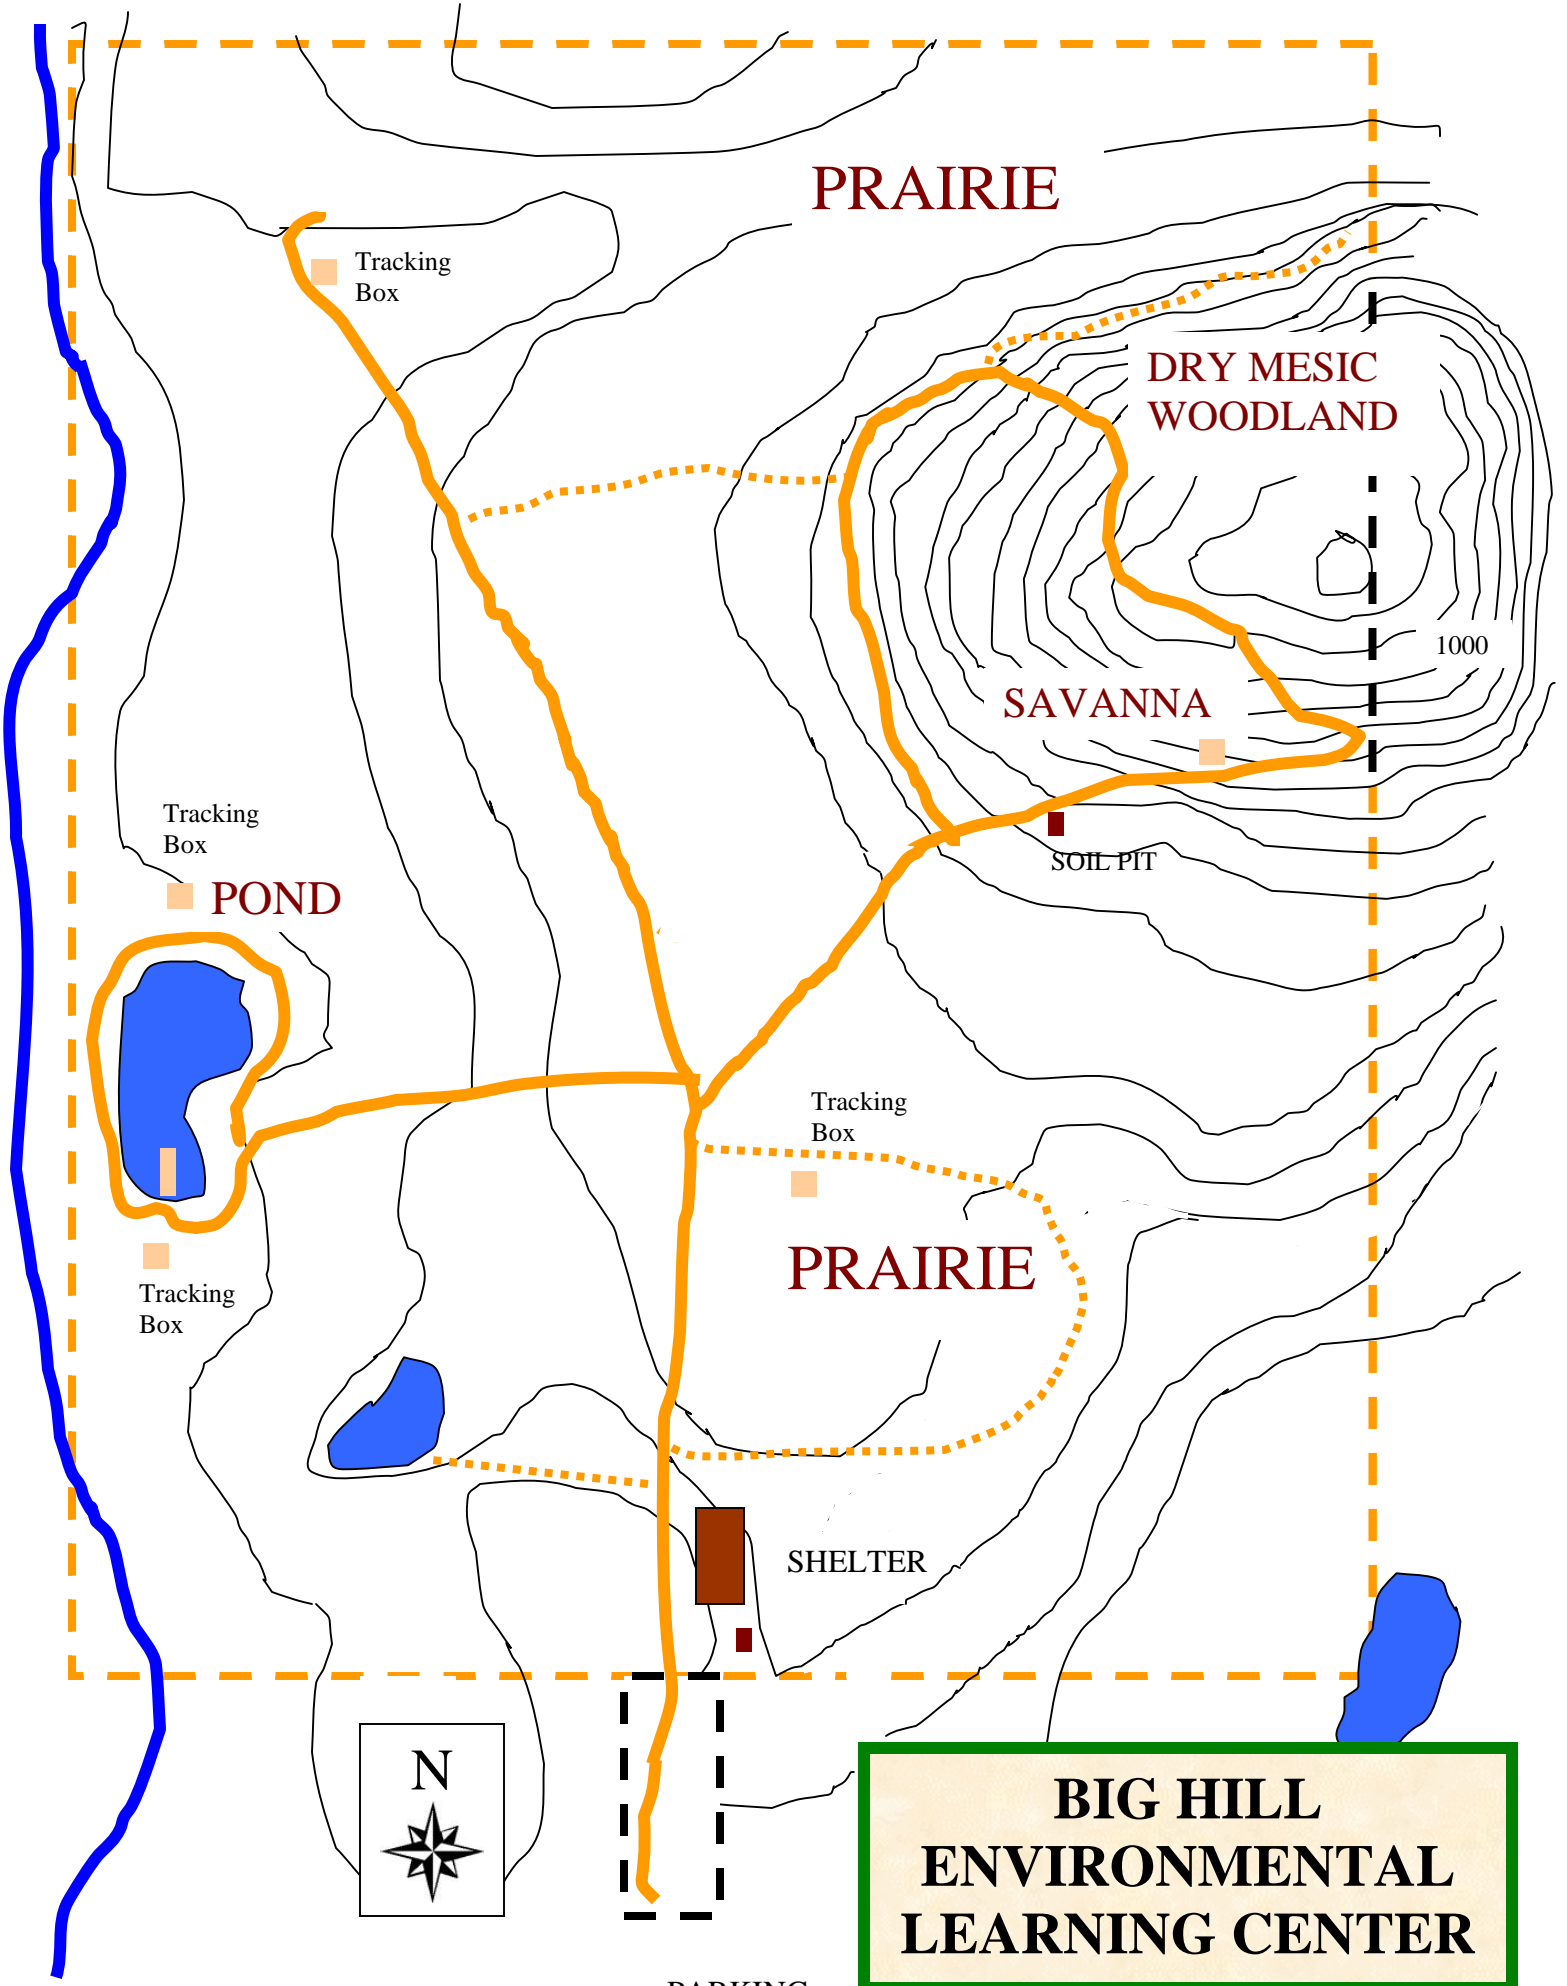 PRAIRIE
Tracking
Box
DRY MESIC
WOODLAND
1000
SAVANNA
Tracking
Box
SOIL PIT
POND
Tracking
Box
PRAIRIE
Tracking
Box
SHELTER
N
BIG HILL
ENVIRONMENTAL
LEARNING CENTER
PARKING